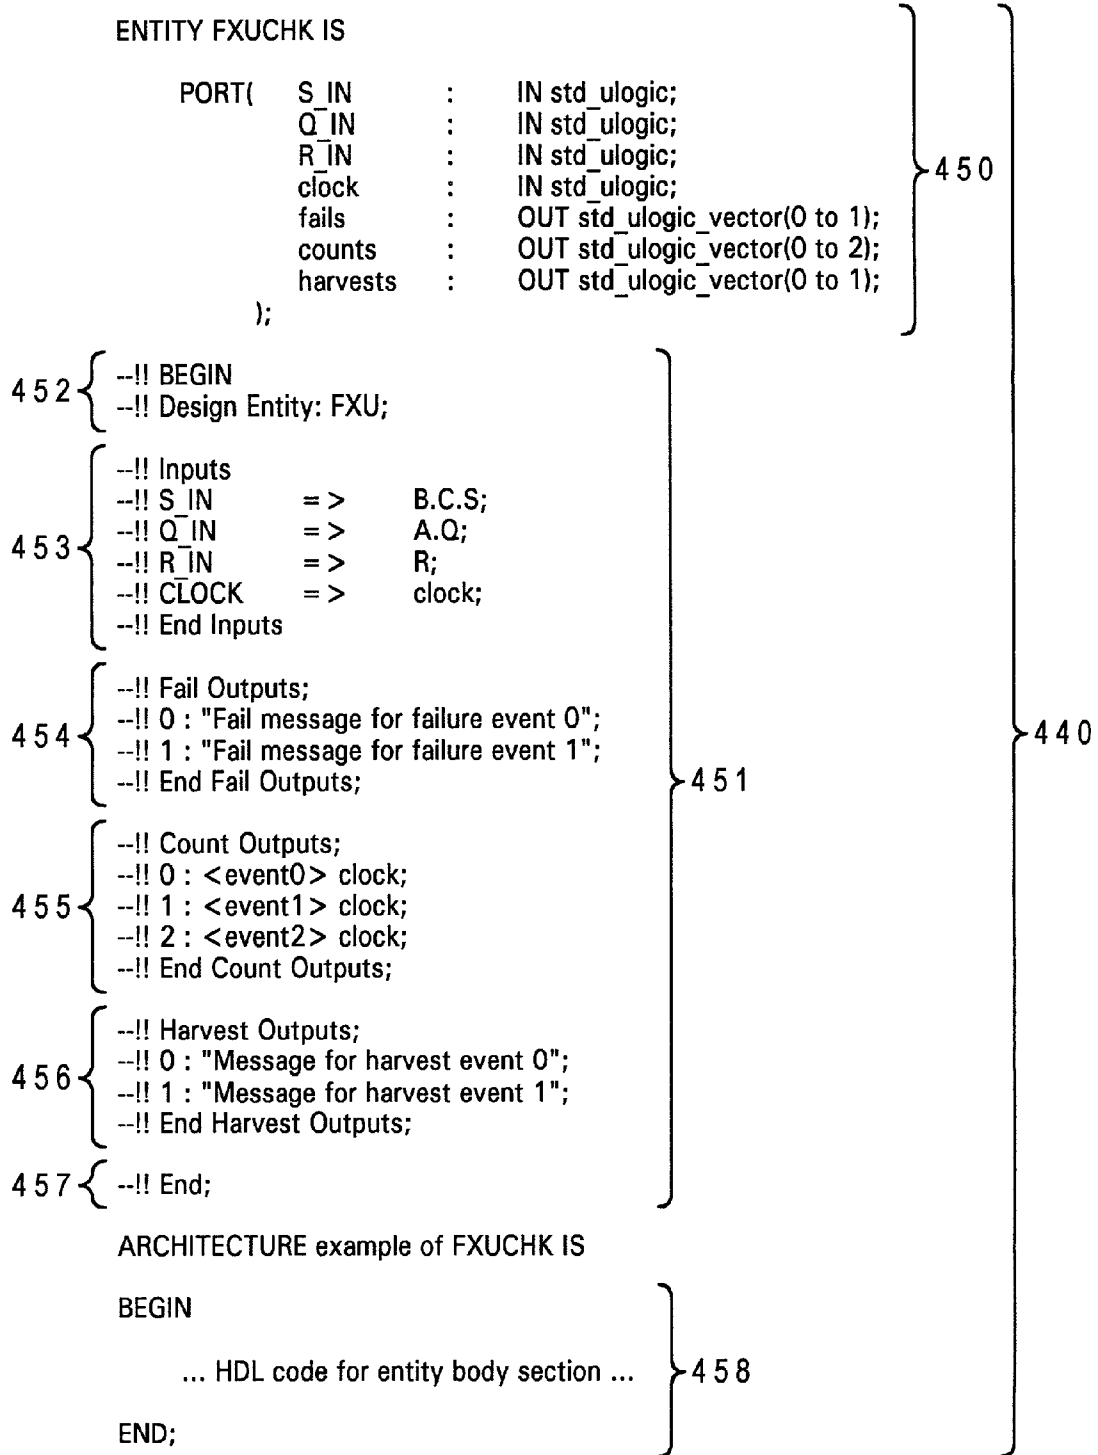 ENTITY FXUCHK IS
PORT( S_IN : IN std_ulogic;
Q_IN : IN std_ulogic;
R_IN : IN std_ulogic;
clock : IN std_ulogic;
fails : OUT std_ulogic_vector(0 to 1);
counts : OUT std_ulogic_vector(0 to 2);
harvests : OUT std_ulogic_vector(0 to 1);
);
450
452
--!! BEGIN
--!! Design Entity: FXU;
453
--!! Inputs
--!! S_IN => B.C.S;
--!! Q_IN => A.Q;
--!! R_IN => R;
--!! CLOCK => clock;
--!! End Inputs
454
--!! Fail Outputs;
--!! 0 : "Fail message for failure event 0";
--!! 1 : "Fail message for failure event 1";
--!! End Fail Outputs;
451
440
455
--!! Count Outputs;
--!! 0 : <event0> clock;
--!! 1 : <event1> clock;
--!! 2 : <event2> clock;
--!! End Count Outputs;
456
--!! Harvest Outputs;
--!! 0 : "Message for harvest event 0";
--!! 1 : "Message for harvest event 1";
--!! End Harvest Outputs;
457
--!! End;
ARCHITECTURE example of FXUCHK IS
BEGIN
... HDL code for entity body section ...
458
END;